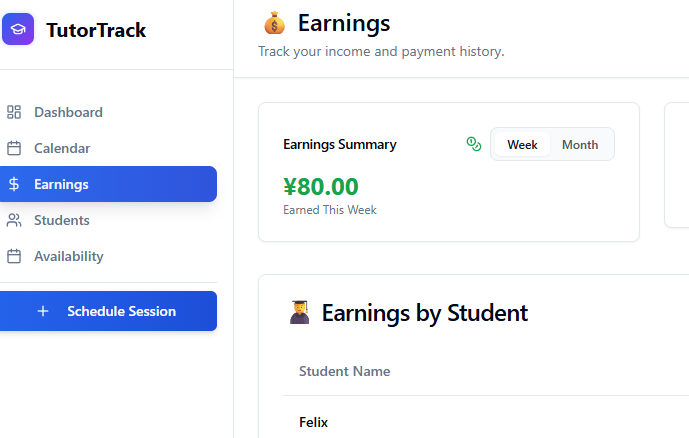 TutorTrack
Dashboard
Calendar
Earnings
Students
Availability
Schedule Session
Earnings
Track your income and payment history.
Earnings Summary
Week Month
¥80.00
Earned This Week
Earnings by Student
Student Name
Felix